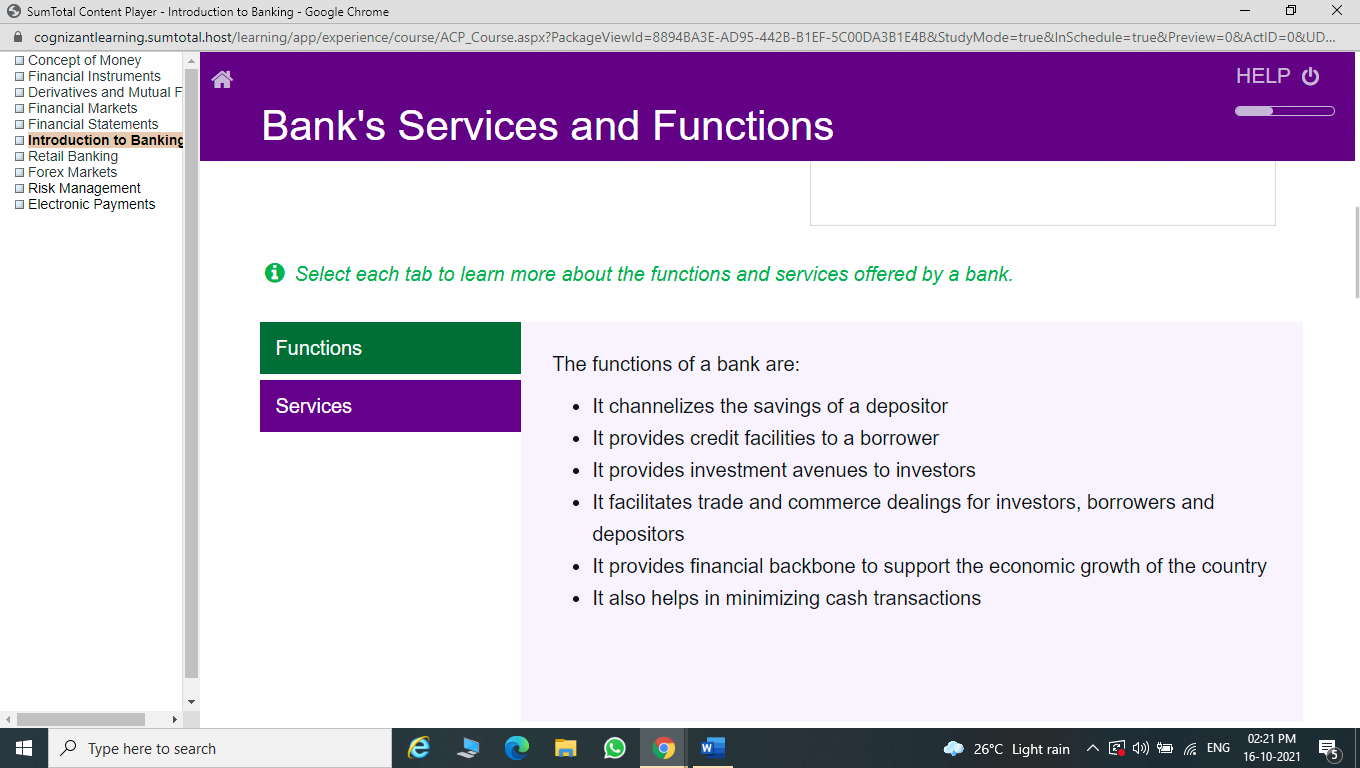 SumTotal Content Player - Introduction to Banking - Google Chrome
cognizantlearning.sumtotal.host/learning/app/experience/course/ACP_Course.aspx?PackageViewId=8894BA3E-AD95-442B-B1EF-5C00DA3B1E4B&StudyMode=true&InSchedule=true&Preview=0&ActID=0&UD...
Concept of Money
Financial Instruments
Derivatives and Mutual F
Financial Markets
Financial Statements
Introduction to Banking
Retail Banking
Forex Markets
Risk Management
Electronic Payments
HELP
Bank's Services and Functions
Select each tab to learn more about the functions and services offered by a bank.
Functions
Services
The functions of a bank are:
• It channelizes the savings of a depositor
• It provides credit facilities to a borrower
• It provides investment avenues to investors
• It facilitates trade and commerce dealings for investors, borrowers and
depositors
• It provides financial backbone to support the economic growth of the country
• It also helps in minimizing cash transactions
Type here to search
26°C Light rain
ENG
02:21 PM
16-10-2021
5